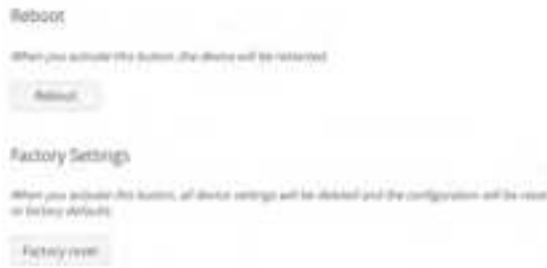 Reboot
When you activate this button, the device will be restarted.
Reboot
Factory Settings
When you activate this button, all device settings will be deleted and the configuration will be reset
to factory defaults.
Factory reset